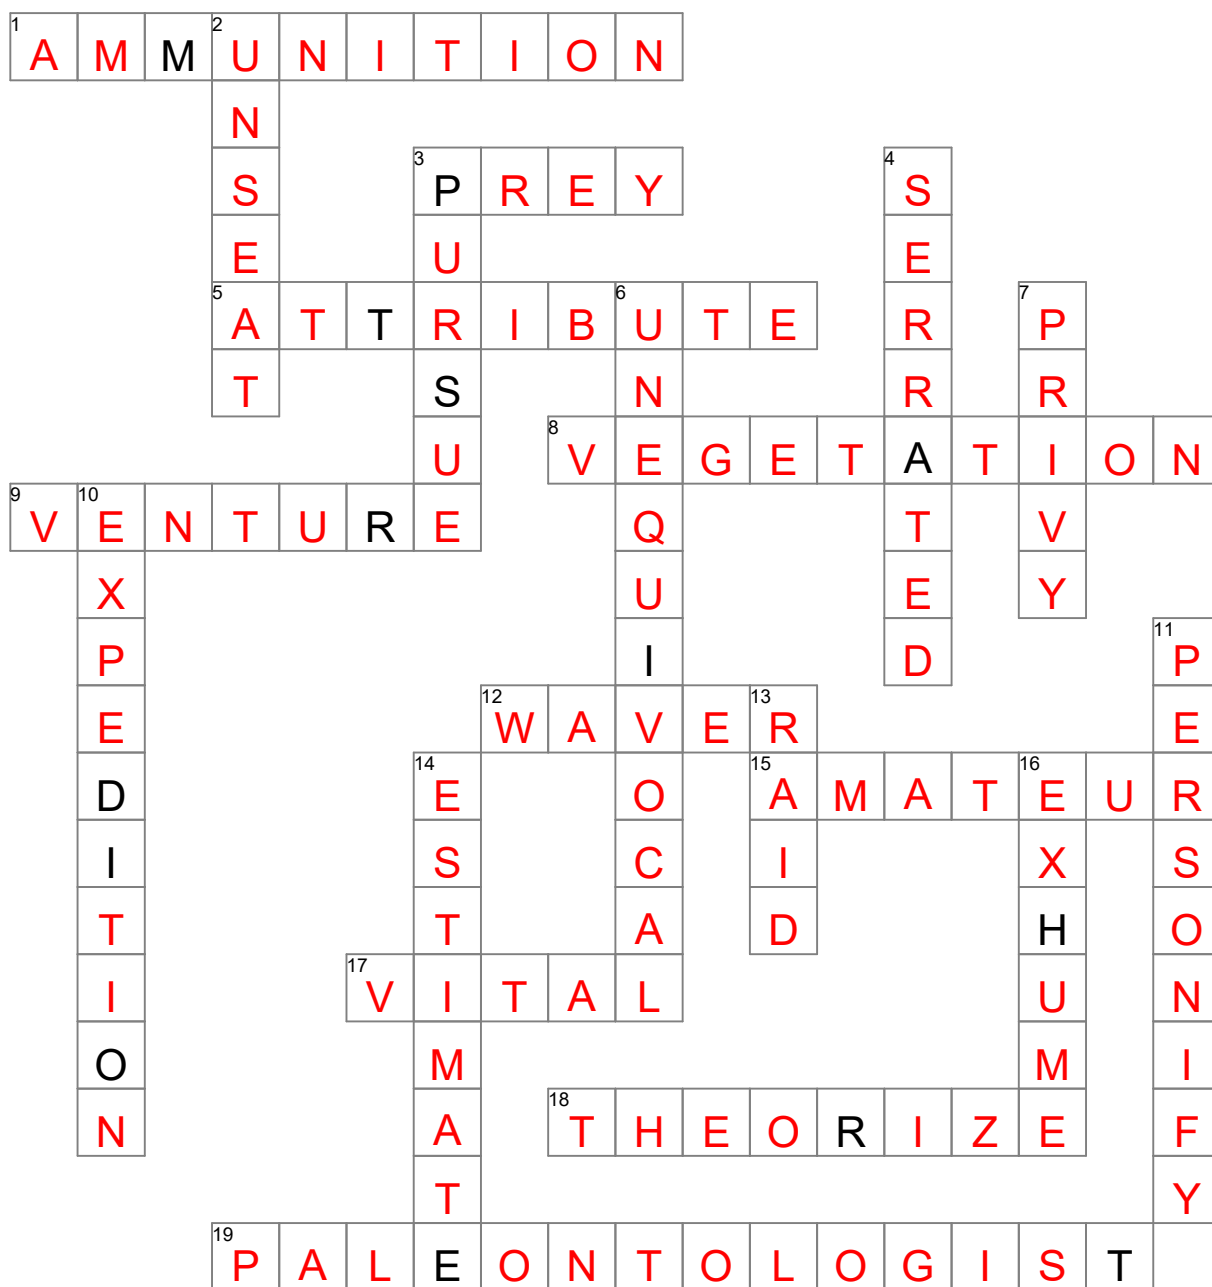 1 AMMUNITION
2 UNSEAT
3 PREY
PURSUE
4 SERRATED
5 ATTRIBUTE
6 UNEQUIVOCAL
7 PRIVY
8 VEGETATION
9 VENTURE
10 EXPEDITION
11 PERSONIFY
12 WAVER
13 RAID
14 ESTIMATE
15 AMATEUR
16 EXHUME
17 VITAL
18 THEORIZE
19 PALEONTOLOGIST